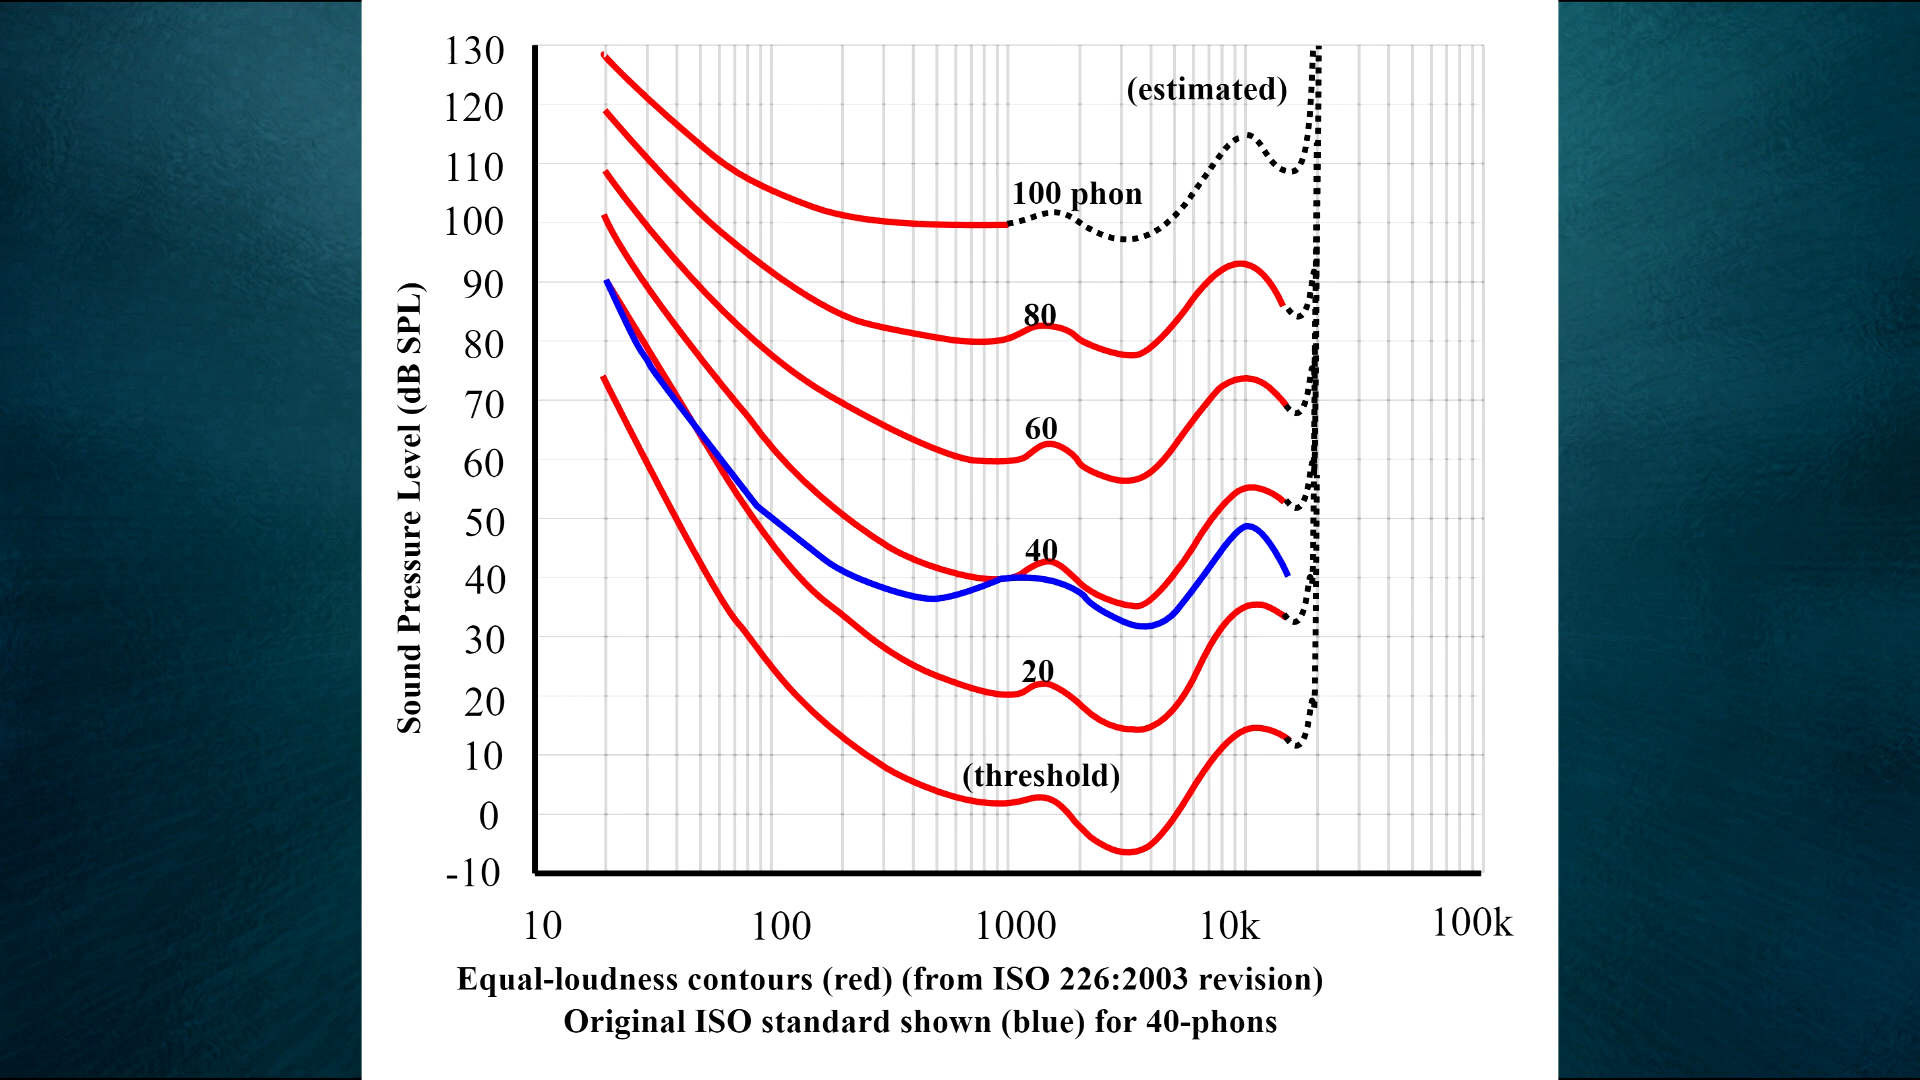 130
120
110
100
90
80
70
60
50
40
30
20
10
0
-10
Sound Pressure Level (dB SPL)
(estimated)
100 phon
80
60
40
20
(threshold)
10 100 1000 10k 100k
Equal-loudness contours (red) (from ISO 226:2003 revision)
Original ISO standard shown (blue) for 40-phons